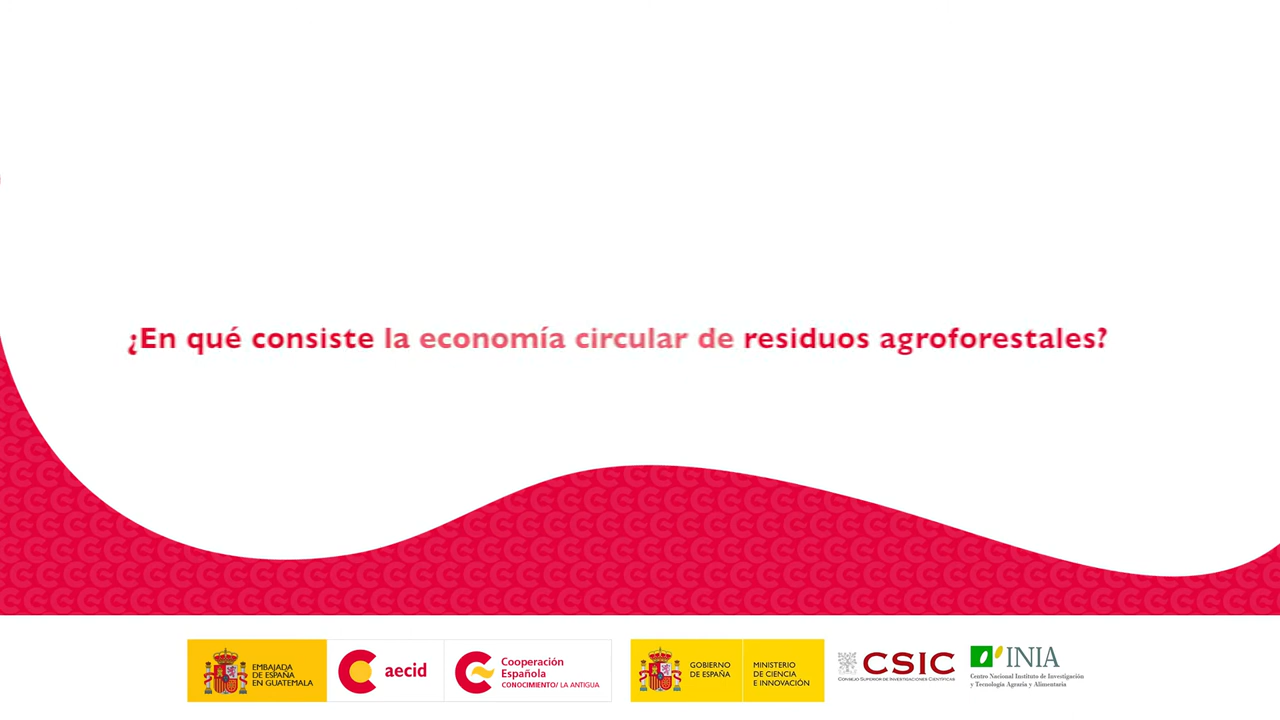 ¿En qué consiste la economía circular de residuos agroforestales?
EMBAJADA
DE ESPAÑA
EN GUATEMALA
aecid
Cooperación
Española
CONOCIMIENTO/ LA ANTIGUA
GOBIERNO
DE ESPAÑA
MINISTERIO
DE CIENCIA
E INNOVACIÓN
CSIC
CONSEJO SUPERIOR DE INVESTIGACIONES CIENTÍFICAS
INIA
Centro Nacional Instituto de Investigación
y Tecnología Agraria y Alimentaria